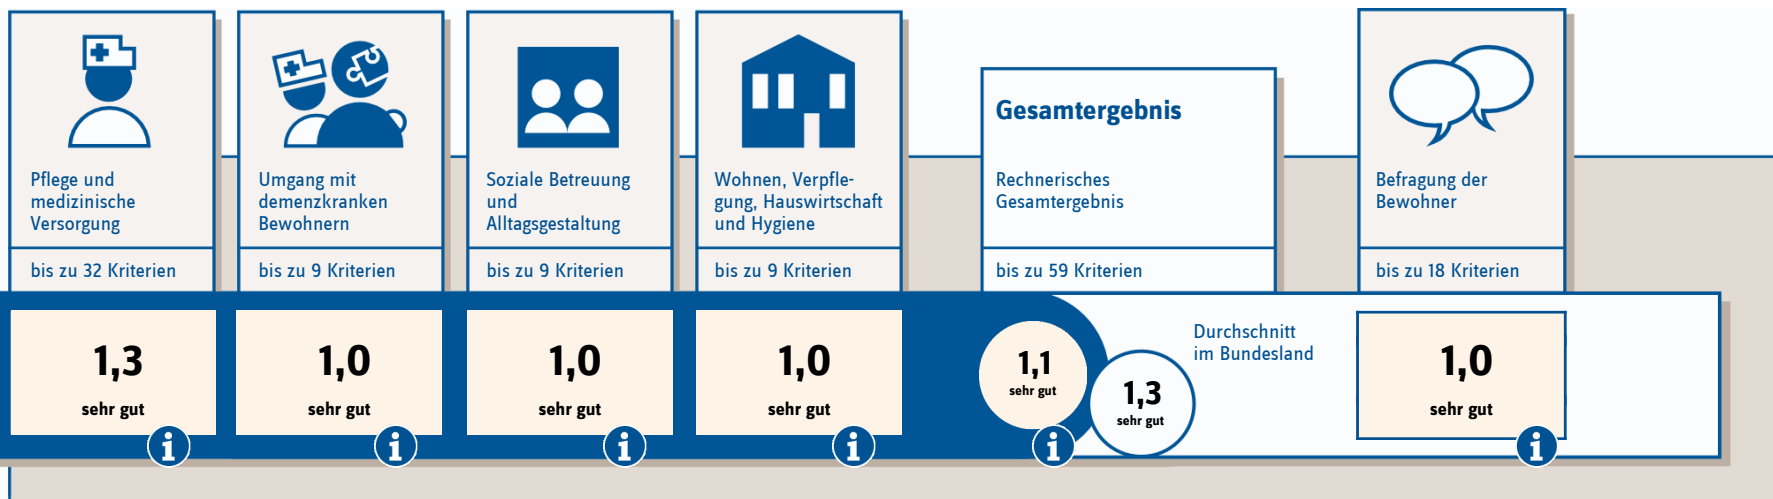 Pflege und
medizinische
Versorgung
bis zu 32 Kriterien
1,3
sehr gut
Umgang mit
demenzkranken
Bewohnern
bis zu 9 Kriterien
1,0
sehr gut
Soziale Betreuung
und
Alltagsgestaltung
bis zu 9 Kriterien
1,0
sehr gut
Wohnen, Verpfle-
gung, Hauswirtschaft
und Hygiene
bis zu 9 Kriterien
1,0
sehr gut
Gesamtergebnis
Rechnerisches
Gesamtergebnis
bis zu 59 Kriterien
1,1
sehr gut
Durchschnitt
im Bundesland
1,3
sehr gut
Befragung der
Bewohner
bis zu 18 Kriterien
1,0
sehr gut